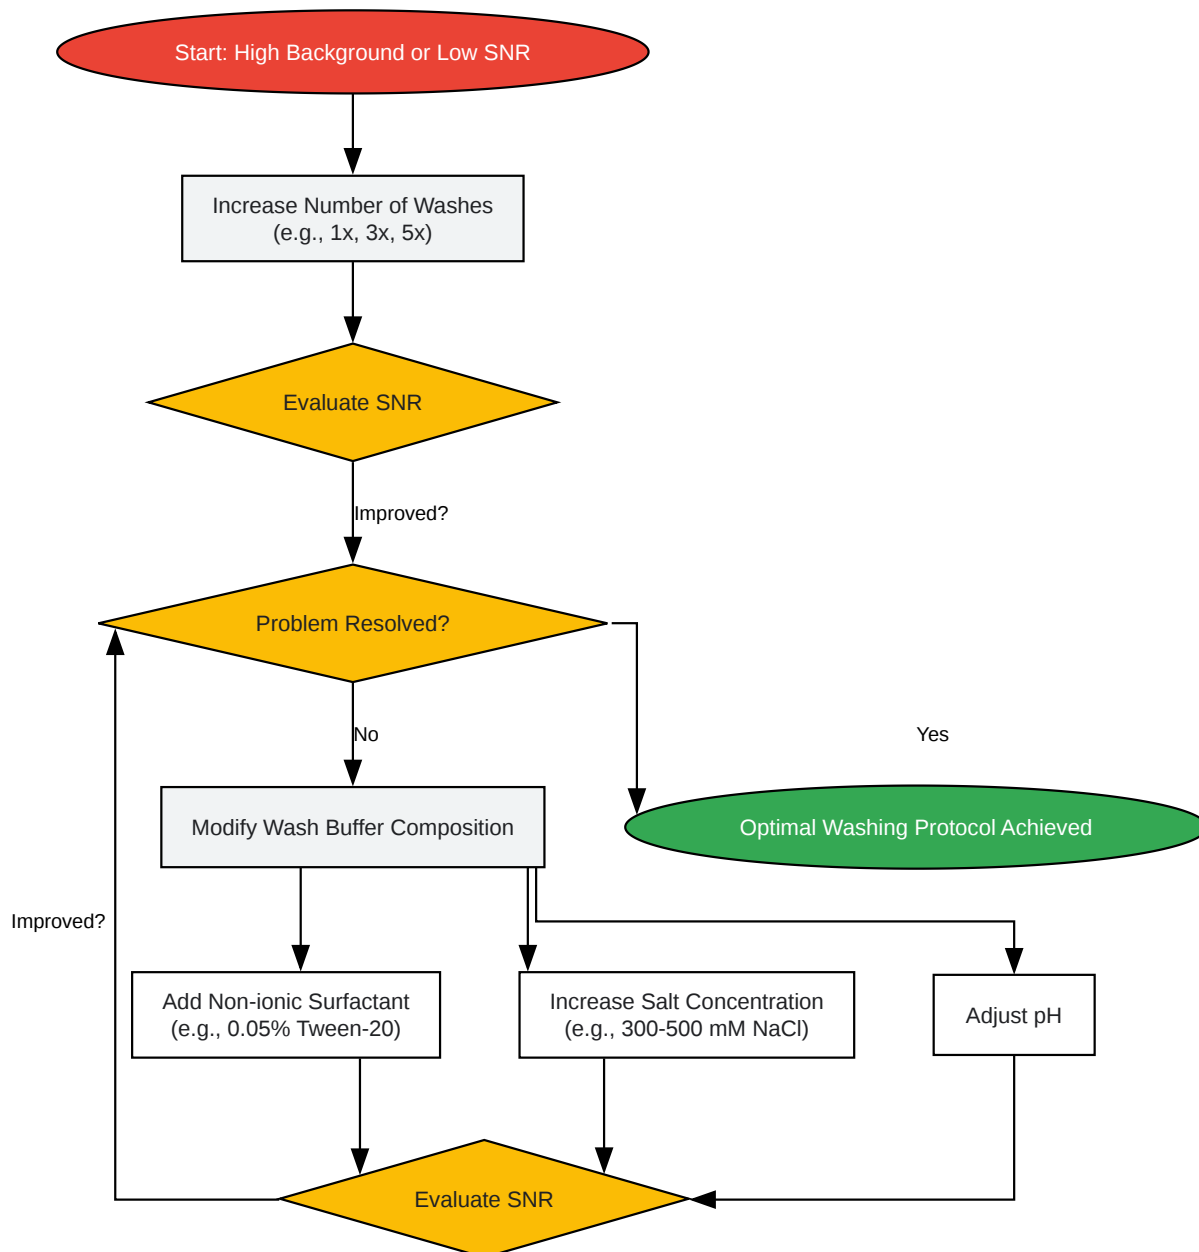 Start: High Background or Low SNR
Increase Number of Washes
(e.g., 1x, 3x, 5x)
Evaluate SNR
Improved?
Problem Resolved?
No
Yes
Modify Wash Buffer Composition
Optimal Washing Protocol Achieved
Improved?
Add Non-ionic Surfactant
(e.g., 0.05% Tween-20)
Increase Salt Concentration
(e.g., 300-500 mM NaCl)
Adjust pH
Evaluate SNR